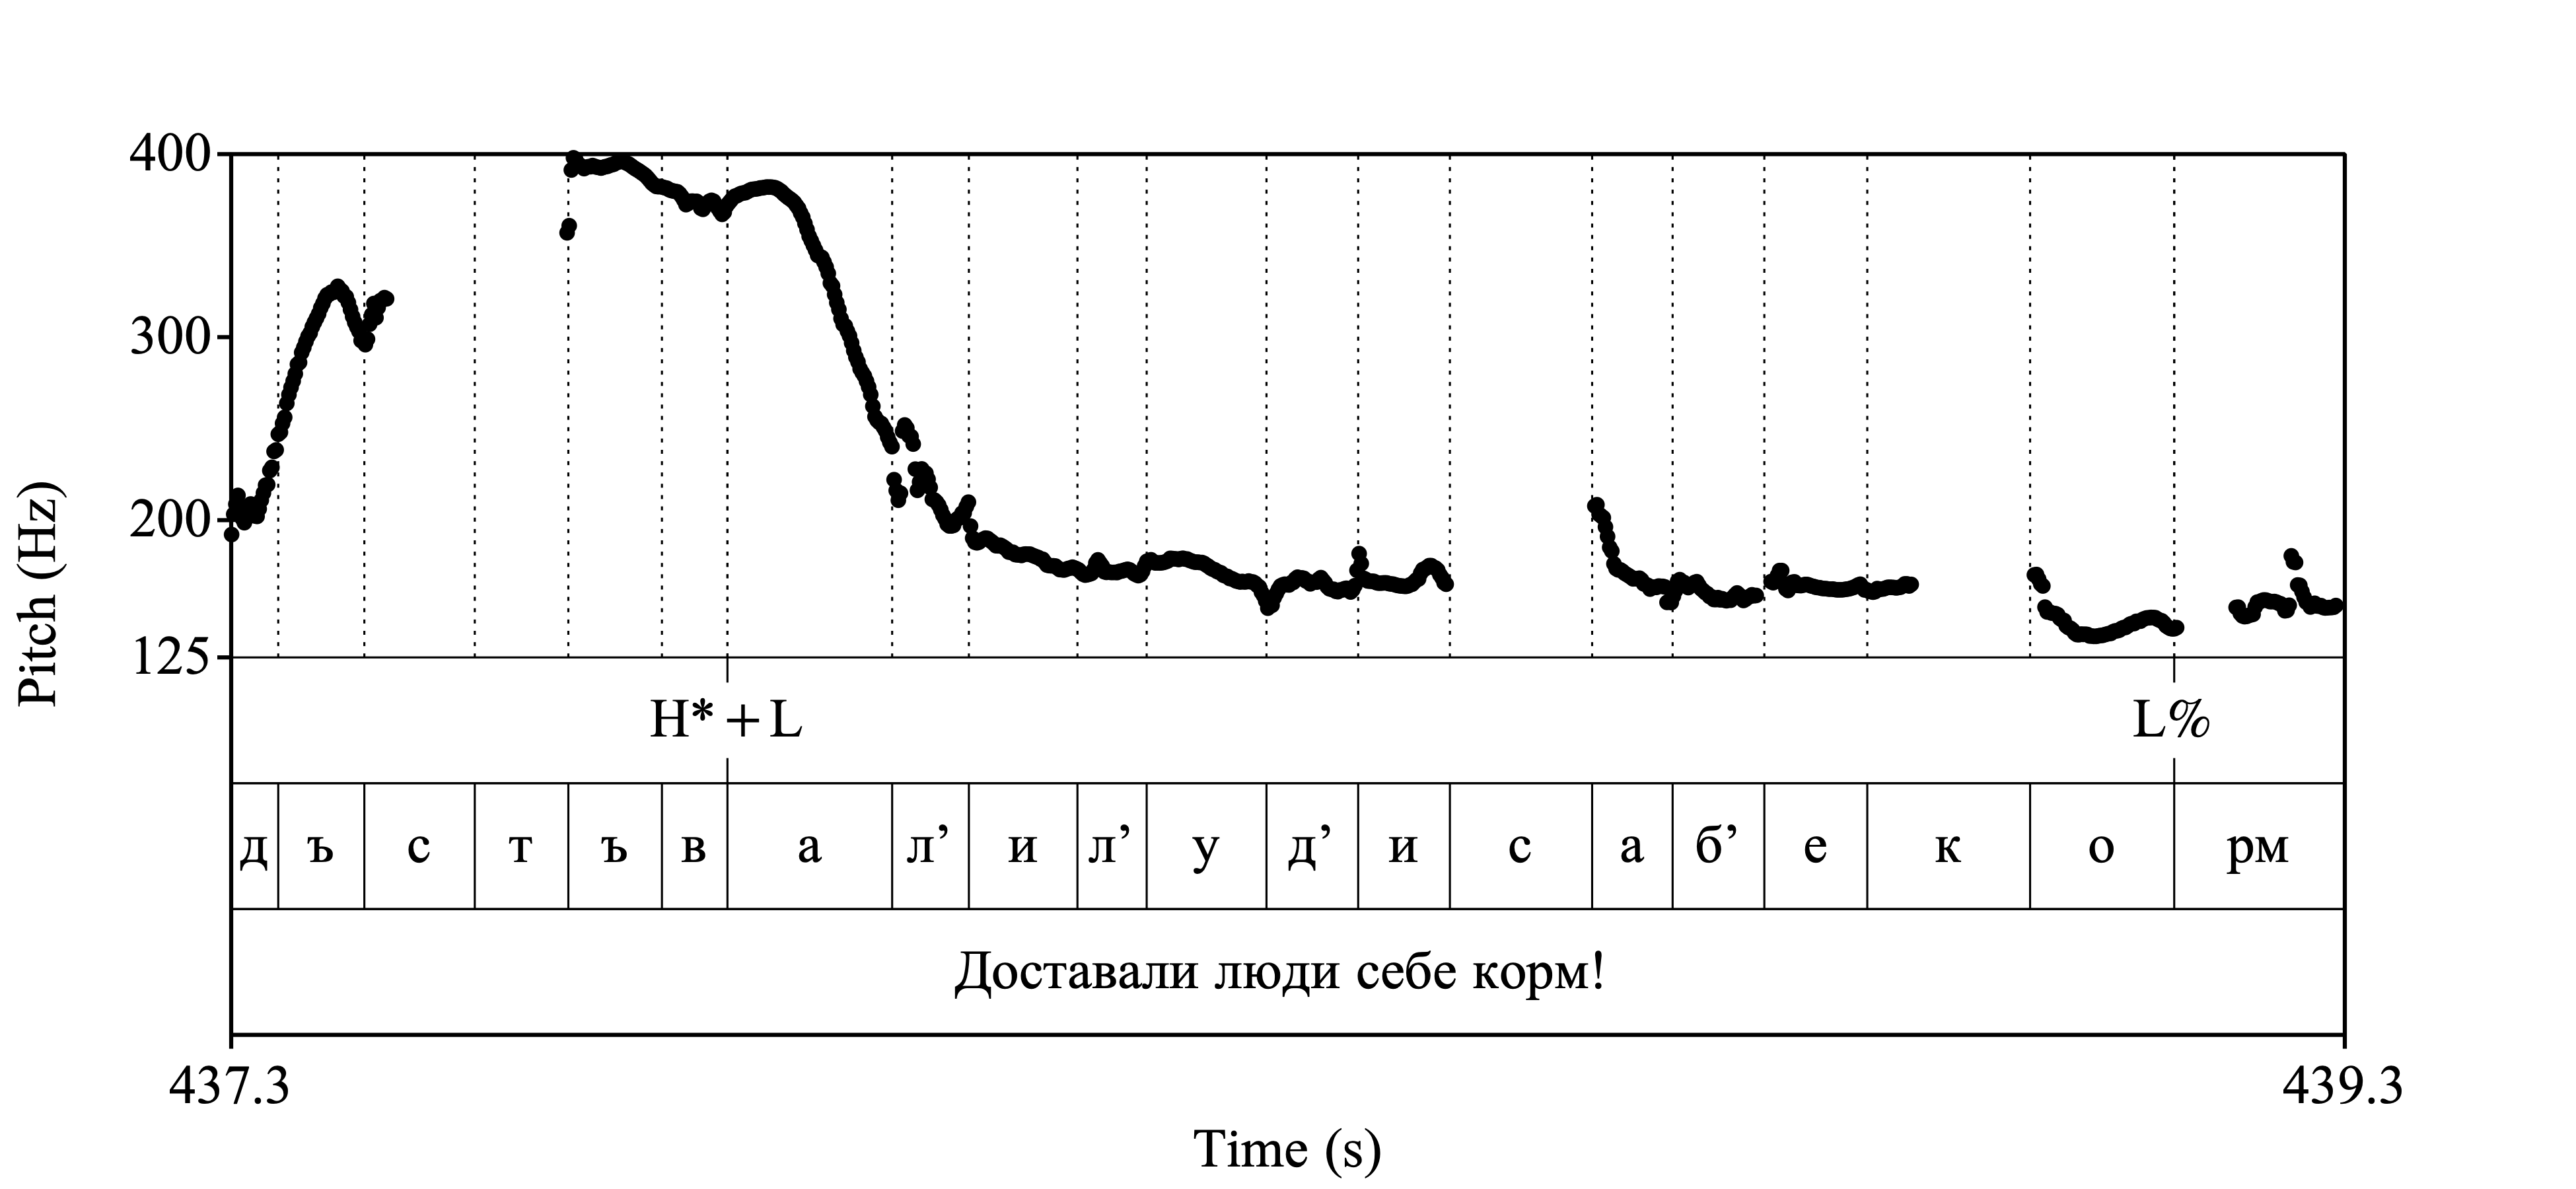 400
300
200
125
Pitch (Hz)
H* + L L%
д ъ с т ъ в а л’ и л’ у д’ и с а б’ е к о рм
Доставали люди себе корм!
437.3 439.3
Time (s)